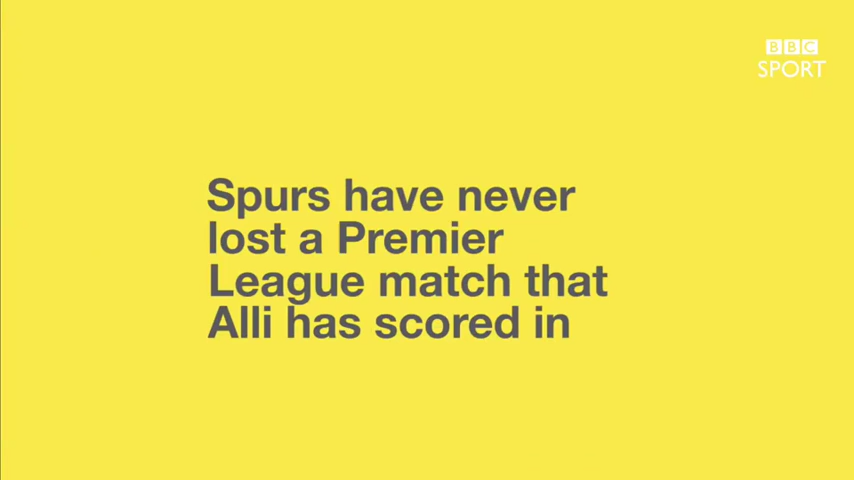 BBC
SPORT
Spurs have never
lost a Premier
League match that
Alli has scored in